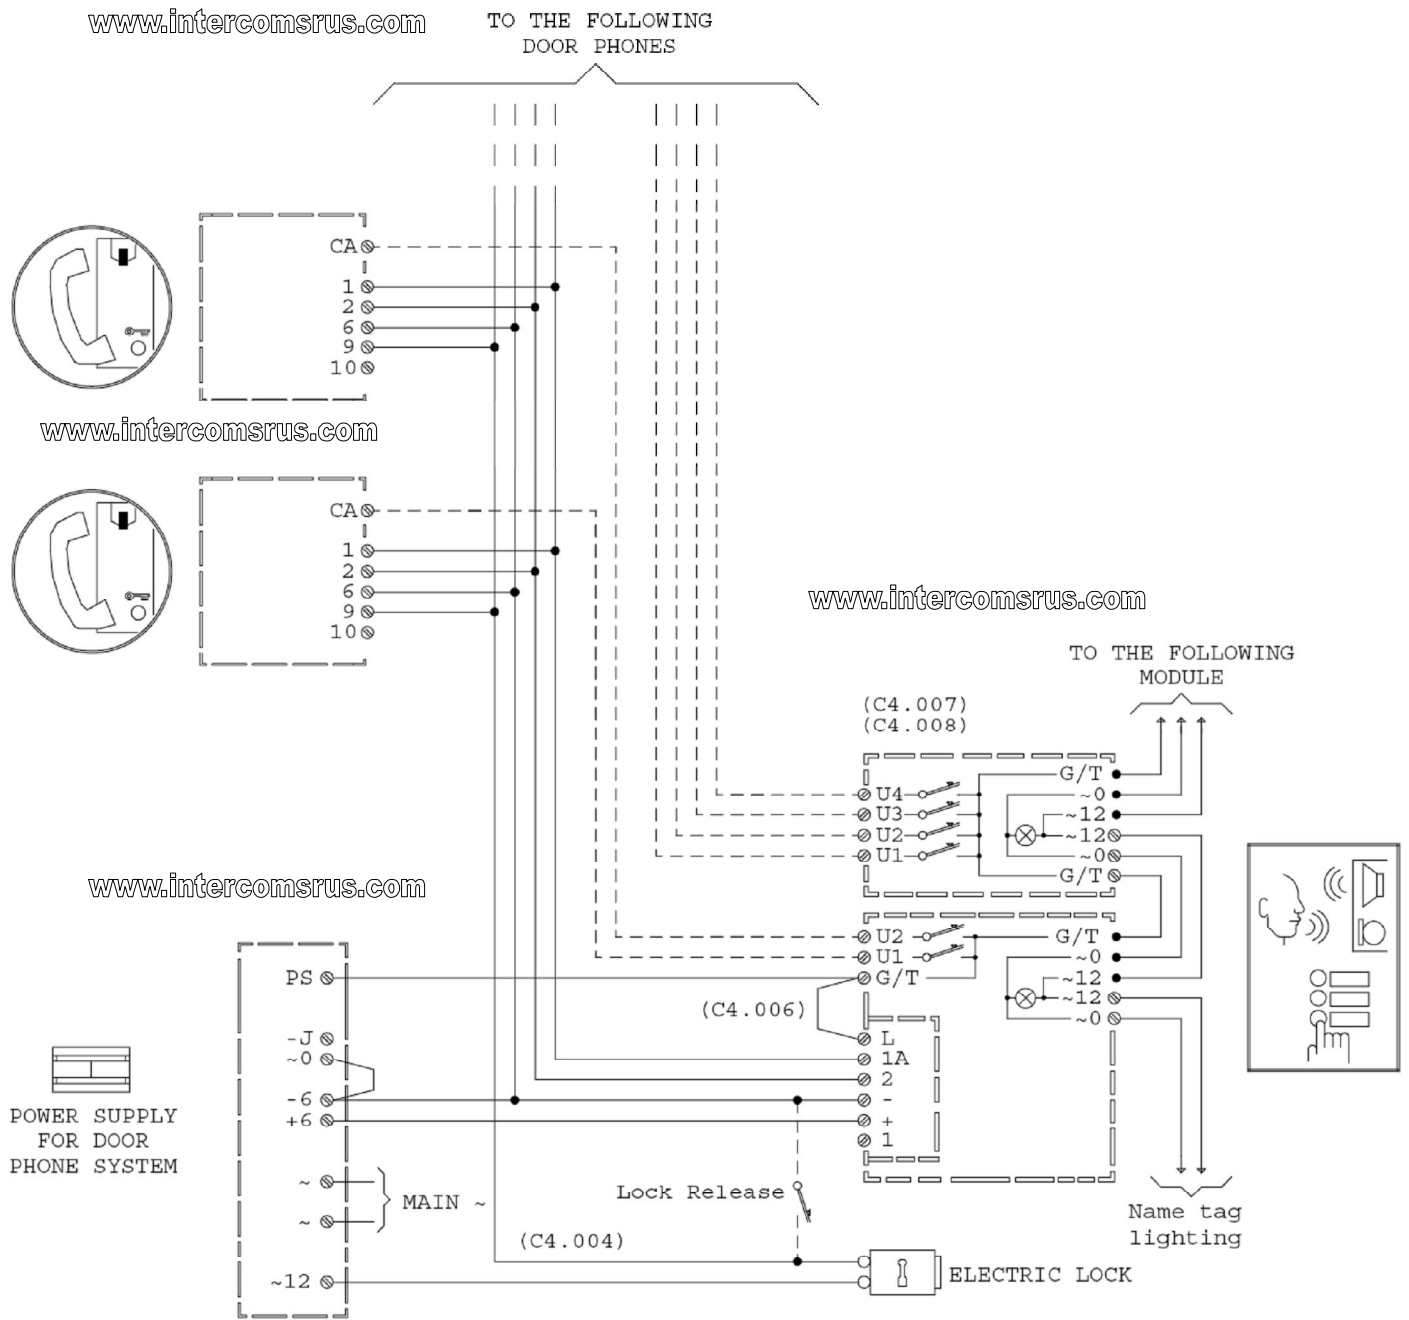 www.intercomsrus.com
TO THE FOLLOWING
DOOR PHONES
CA
1
2
6
9
10
www.intercomsrus.com
CA
1
2
6
9
10
www.intercomsrus.com
TO THE FOLLOWING
MODULE
(C4.007)
(C4.008)
G/T
U4 ~0
U3 ~12
U2 ~12
U1 ~0
G/T
www.intercomsrus.com
U2 G/T
U1 ~0
G/T ~12
~12
~0
(C4.006)
L
1A
2
-
+
1
PS
-J
~0
-6
+6
~
~
~12
POWER SUPPLY
FOR DOOR
PHONE SYSTEM
MAIN ~
Lock Release
(C4.004)
ELECTRIC LOCK
Name tag
lighting